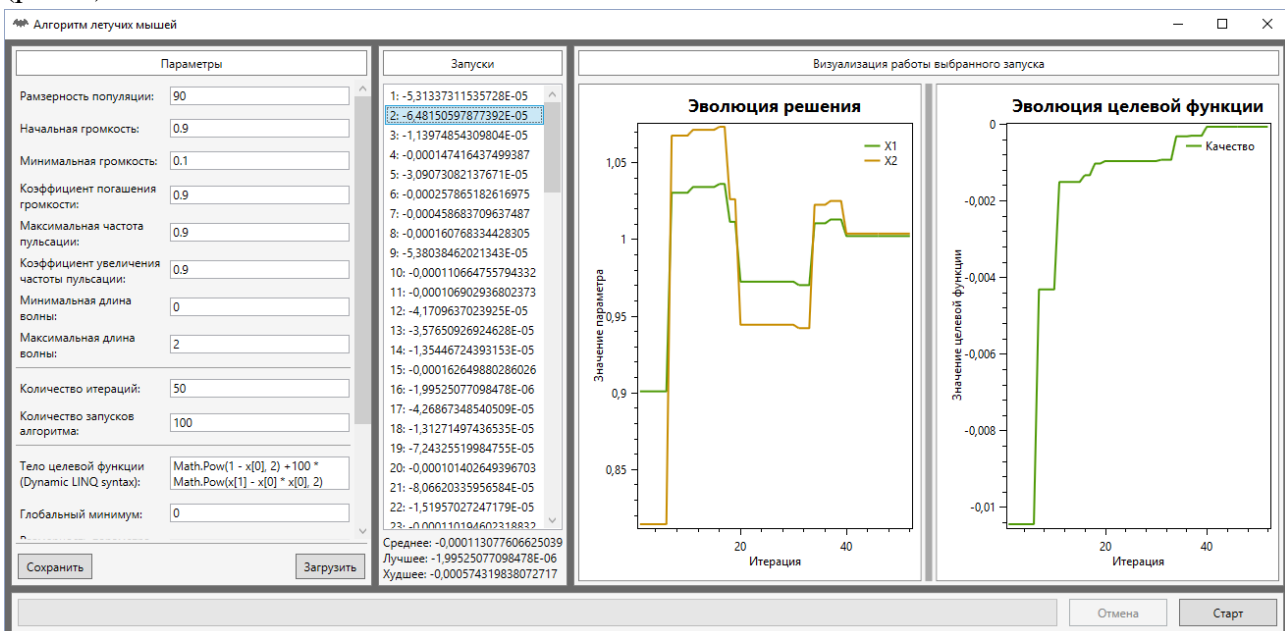 Алгоритм летучих мышей
Параметры
Рамзерность популяции: 90
Начальная громкость: 0.9
Минимальная громкость: 0.1
Коэффициент погашения
громкости: 0.9
Максимальная частота
пульсации: 0.9
Коэффициент увеличения
частоты пульсации: 0.9
Минимальная длина
волны: 0
Максимальная длина
волны: 2
Количество итераций: 50
Количество запусков
алгоритма: 100
Тело целевой функции
(Dynamic LINQ syntax):
Math.Pow(1 - x[0], 2) +100 *
Math.Pow(x[1] - x[0] * x[0], 2)
Глобальный минимум: 0
Сохранить
Загрузить
Запуски
1: -5,31337311535728E-05
2: -6,48150597877392E-05
3: -1,13974854309804E-05
4: -0,000147416437499387
5: -3,09073082137671E-05
6: -0,000257865182616975
7: -0,000458683709637487
8: -0,000160768334428305
9: -5,38038462021343E-05
10: -0,000110664755794332
11: -0,000106902936802373
12: -4,1709637023925E-05
13: -3,57650926924628E-05
14: -1,35446724393153E-05
15: -0,000162649880286026
16: -1,99525077098478E-06
17: -4,26867348540509E-05
18: -1,31271497436535E-05
19: -7,24325519984755E-05
20: -0,000101402649396703
21: -8,06620335956584E-05
22: -1,51957027247179E-05
23: -0,000110194602318832
Среднее: -0,000113077606625039
Лучшее: -1,99525077098478E-06
Худшее: -0,000574319838072717
Визуализация работы выбранного запуска
Эволюция решения
X1
X2
1,05
1
0,95
0,9
0,85
Значение параметра
20
40
Итерация
Эволюция целевой функции
Качество
0
-0,002
-0,004
-0,006
-0,008
-0,01
Значение целевой функции
20
40
Итерация
Отмена
Старт